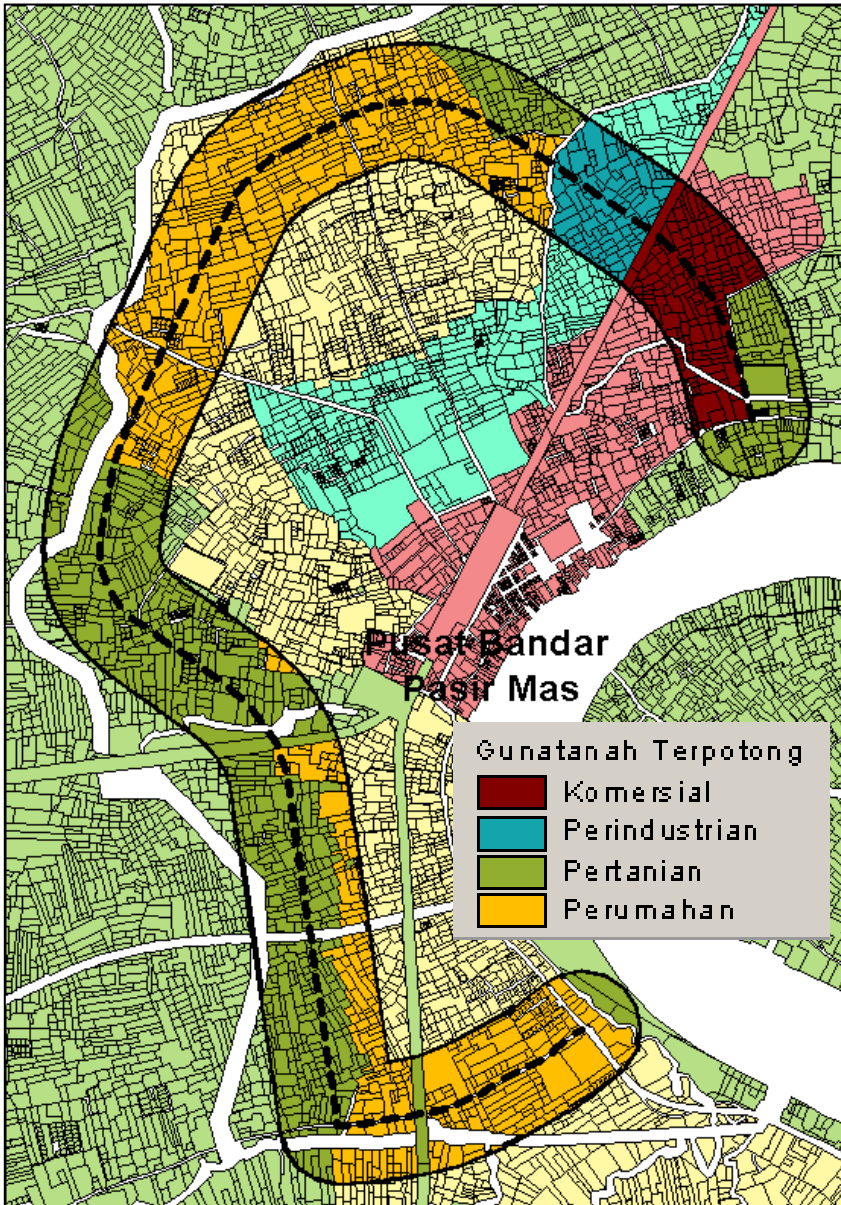 Pusat Bandar
Pasir Mas
Gunatanah Terpotong
Komersial
Perindustrian
Pertanian
Perumahan